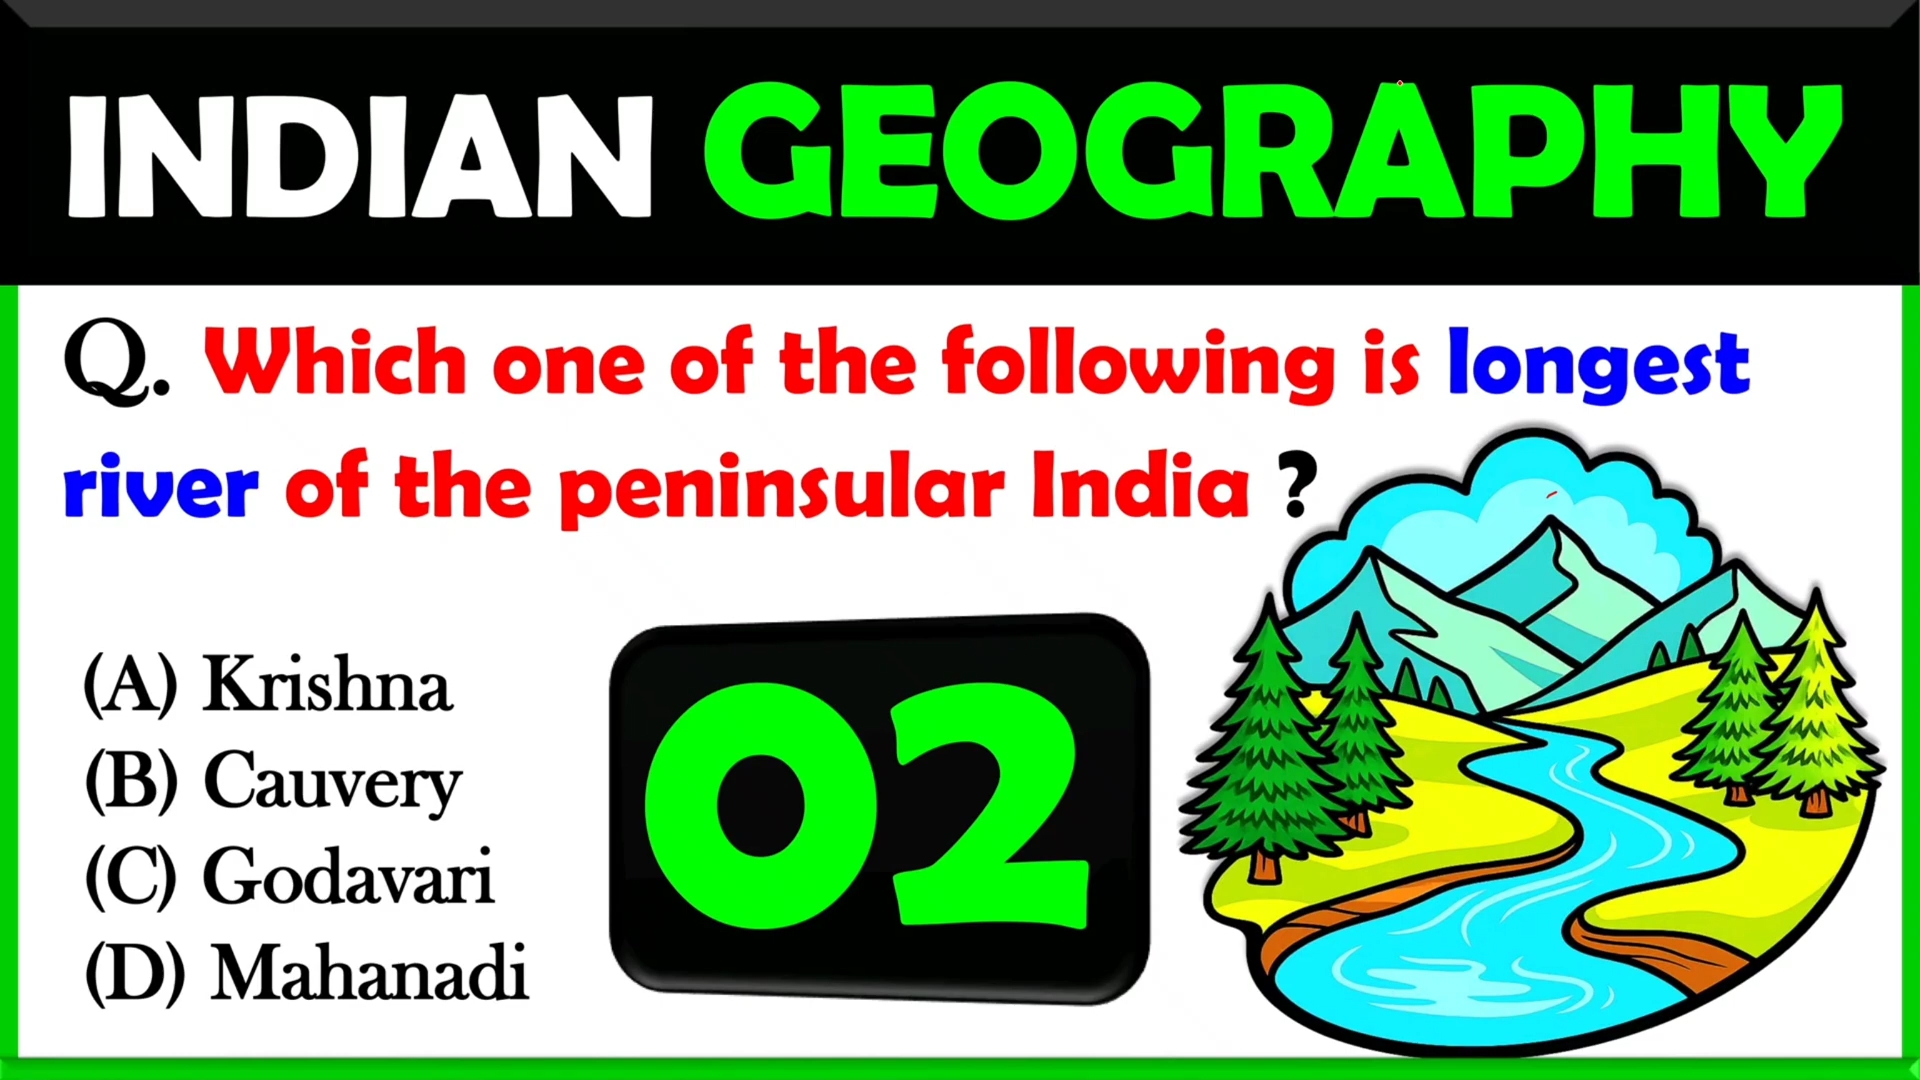 INDIAN GEOGRAPHY
Q. Which one of the following is longest
river of the peninsular India ?
(A) Krishna
(B) Cauvery
(C) Godavari
(D) Mahanadi
02